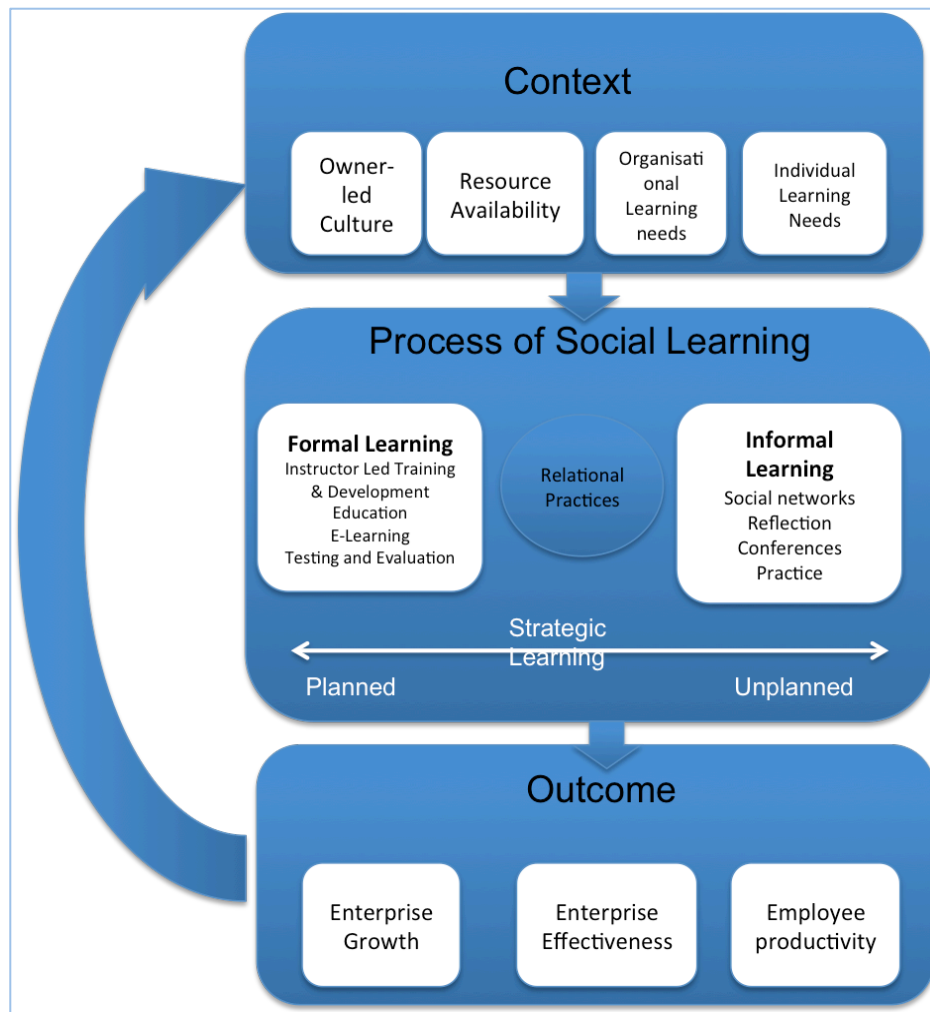 Context
Owner-
led
Culture
Resource
Availability
Organisati
onal
Learning
needs
Individual
Learning
Needs
Process of Social Learning
Formal Learning
Instructor Led Training
& Development
Education
E-Learning
Testing and Evaluation
Relational
Practices
Informal
Learning
Social networks
Reflection
Conferences
Practice
Strategic
Learning
Planned
Unplanned
Outcome
Enterprise
Growth
Enterprise
Effectiveness
Employee
productivity